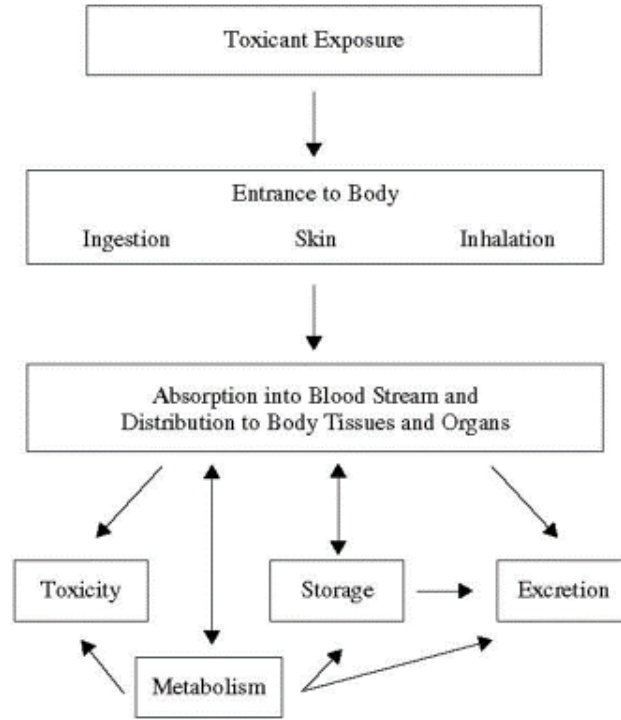 Toxicant Exposure
Entrance to Body
Ingestion Skin Inhalation
Absorption into Blood Stream and
Distribution to Body Tissues and Organs
Toxicity Storage Excretion
Metabolism